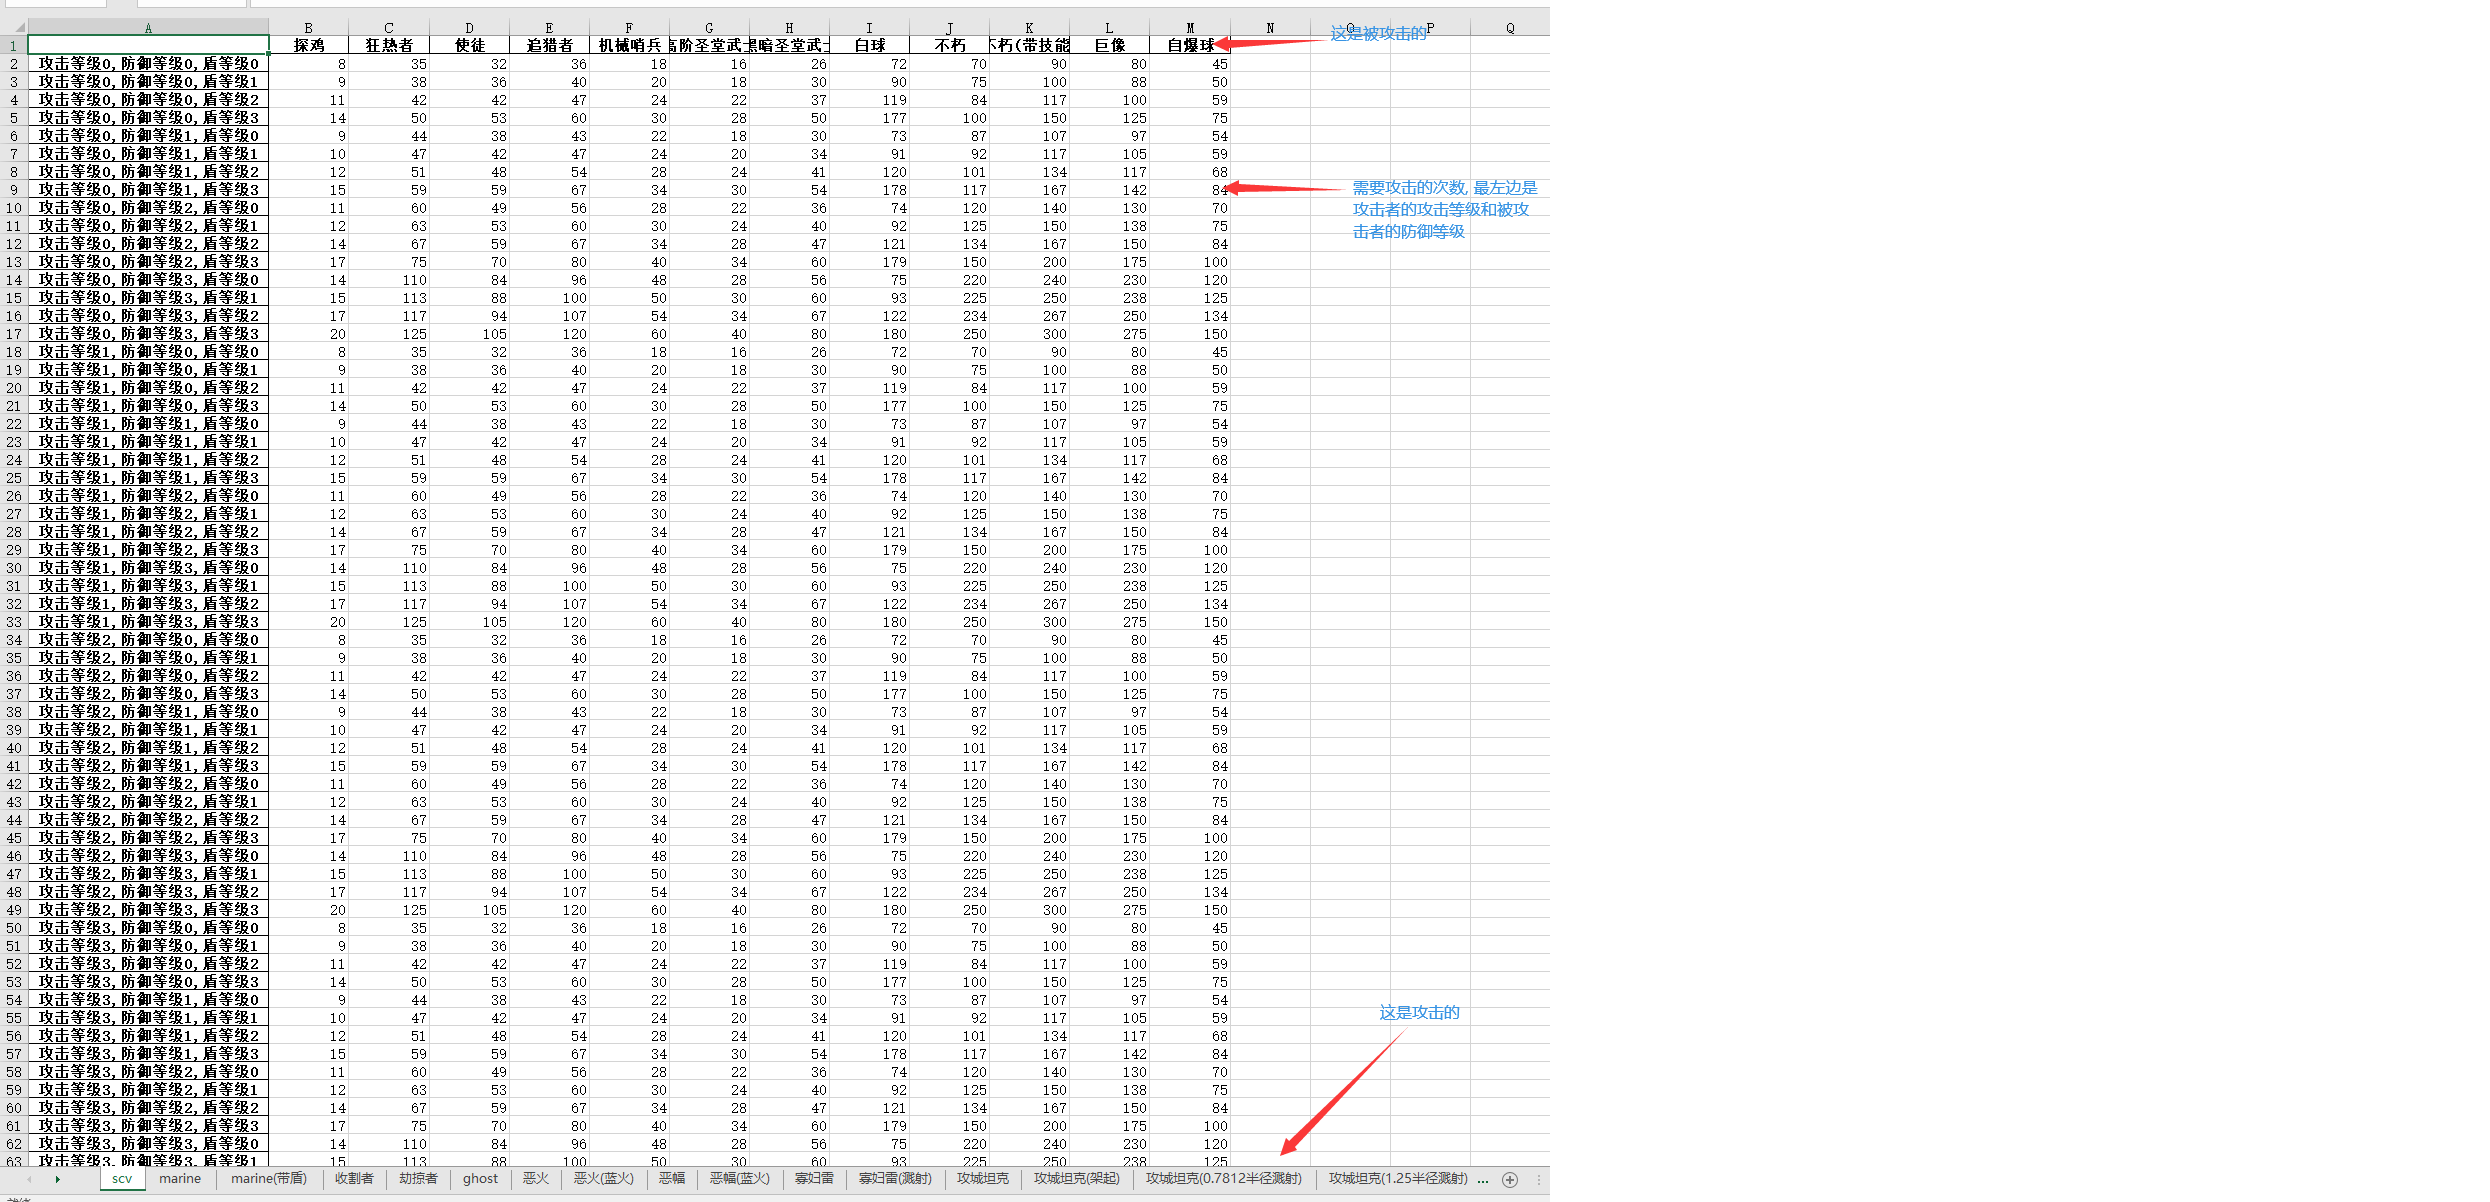 A B C D E F G H I J K L M N O P Q
1 探鸡 狂热者 使徒 追猎者 机械哨兵 高阶圣堂武士 黑暗圣堂武士 白球 不朽 不朽(带技能 巨像 自爆球
这是被攻击的
2 攻击等级0,防御等级0,盾等级0 8 35 32 36 18 16 26 72 70 90 80 45
3 攻击等级0,防御等级0,盾等级1 9 38 36 40 20 18 30 90 75 100 88 50
4 攻击等级0,防御等级0,盾等级2 11 42 42 47 24 22 37 119 84 117 100 59
5 攻击等级0,防御等级0,盾等级3 14 50 53 60 30 28 50 177 100 150 125 75
6 攻击等级0,防御等级1,盾等级0 9 44 38 43 22 18 30 73 87 107 97 54
7 攻击等级0,防御等级1,盾等级1 10 47 42 47 24 20 34 91 92 117 105 59
8 攻击等级0,防御等级1,盾等级2 12 51 48 54 28 24 41 120 101 134 117 68
9 攻击等级0,防御等级1,盾等级3 15 59 59 67 34 30 54 178 117 167 142 84
需要攻击的次数, 最左边是
攻击者的攻击等级和被攻
击者的防御等级
10 攻击等级0,防御等级2,盾等级0 11 60 49 56 28 22 36 74 120 140 130 70
11 攻击等级0,防御等级2,盾等级1 12 63 53 60 30 24 40 92 125 150 138 75
12 攻击等级0,防御等级2,盾等级2 14 67 59 67 34 28 47 121 134 167 150 84
13 攻击等级0,防御等级2,盾等级3 17 75 70 80 40 34 60 179 150 200 175 100
14 攻击等级0,防御等级3,盾等级0 14 110 84 96 48 28 56 75 220 240 230 120
15 攻击等级0,防御等级3,盾等级1 15 113 88 100 50 30 60 93 225 250 238 125
16 攻击等级0,防御等级3,盾等级2 17 117 94 107 54 34 67 122 234 267 250 134
17 攻击等级0,防御等级3,盾等级3 20 125 105 120 60 40 80 180 250 300 275 150
18 攻击等级1,防御等级0,盾等级0 8 35 32 36 18 16 26 72 70 90 80 45
19 攻击等级1,防御等级0,盾等级1 9 38 36 40 20 18 30 90 75 100 88 50
20 攻击等级1,防御等级0,盾等级2 11 42 42 47 24 22 37 119 84 117 100 59
21 攻击等级1,防御等级0,盾等级3 14 50 53 60 30 28 50 177 100 150 125 75
22 攻击等级1,防御等级1,盾等级0 9 44 38 43 22 18 30 73 87 107 97 54
23 攻击等级1,防御等级1,盾等级1 10 47 42 47 24 20 34 91 92 117 105 59
24 攻击等级1,防御等级1,盾等级2 12 51 48 54 28 24 41 120 101 134 117 68
25 攻击等级1,防御等级1,盾等级3 15 59 59 67 34 30 54 178 117 167 142 84
26 攻击等级1,防御等级2,盾等级0 11 60 49 56 28 22 36 74 120 140 130 70
27 攻击等级1,防御等级2,盾等级1 12 63 53 60 30 24 40 92 125 150 138 75
28 攻击等级1,防御等级2,盾等级2 14 67 59 67 34 28 47 121 134 167 150 84
29 攻击等级1,防御等级2,盾等级3 17 75 70 80 40 34 60 179 150 200 175 100
30 攻击等级1,防御等级3,盾等级0 14 110 84 96 48 28 56 75 220 240 230 120
31 攻击等级1,防御等级3,盾等级1 15 113 88 100 50 30 60 93 225 250 238 125
32 攻击等级1,防御等级3,盾等级2 17 117 94 107 54 34 67 122 234 267 250 134
33 攻击等级1,防御等级3,盾等级3 20 125 105 120 60 40 80 180 250 300 275 150
34 攻击等级2,防御等级0,盾等级0 8 35 32 36 18 16 26 72 70 90 80 45
35 攻击等级2,防御等级0,盾等级1 9 38 36 40 20 18 30 90 75 100 88 50
36 攻击等级2,防御等级0,盾等级2 11 42 42 47 24 22 37 119 84 117 100 59
37 攻击等级2,防御等级0,盾等级3 14 50 53 60 30 28 50 177 100 150 125 75
38 攻击等级2,防御等级1,盾等级0 9 44 38 43 22 18 30 73 87 107 97 54
39 攻击等级2,防御等级1,盾等级1 10 47 42 47 24 20 34 91 92 117 105 59
40 攻击等级2,防御等级1,盾等级2 12 51 48 54 28 24 41 120 101 134 117 68
41 攻击等级2,防御等级1,盾等级3 15 59 59 67 34 30 54 178 117 167 142 84
42 攻击等级2,防御等级2,盾等级0 11 60 49 56 28 22 36 74 120 140 130 70
43 攻击等级2,防御等级2,盾等级1 12 63 53 60 30 24 40 92 125 150 138 75
44 攻击等级2,防御等级2,盾等级2 14 67 59 67 34 28 47 121 134 167 150 84
45 攻击等级2,防御等级2,盾等级3 17 75 70 80 40 34 60 179 150 200 175 100
46 攻击等级2,防御等级3,盾等级0 14 110 84 96 48 28 56 75 220 240 230 120
47 攻击等级2,防御等级3,盾等级1 15 113 88 100 50 30 60 93 225 250 238 125
48 攻击等级2,防御等级3,盾等级2 17 117 94 107 54 34 67 122 234 267 250 134
49 攻击等级2,防御等级3,盾等级3 20 125 105 120 60 40 80 180 250 300 275 150
50 攻击等级3,防御等级0,盾等级0 8 35 32 36 18 16 26 72 70 90 80 45
51 攻击等级3,防御等级0,盾等级1 9 38 36 40 20 18 30 90 75 100 88 50
52 攻击等级3,防御等级0,盾等级2 11 42 42 47 24 22 37 119 84 117 100 59
53 攻击等级3,防御等级0,盾等级3 14 50 53 60 30 28 50 177 100 150 125 75
54 攻击等级3,防御等级1,盾等级0 9 44 38 43 22 18 30 73 87 107 97 54
55 攻击等级3,防御等级1,盾等级1 10 47 42 47 24 20 34 91 92 117 105 59
这是攻击的
56 攻击等级3,防御等级1,盾等级2 12 51 48 54 28 24 41 120 101 134 117 68
57 攻击等级3,防御等级1,盾等级3 15 59 59 67 34 30 54 178 117 167 142 84
58 攻击等级3,防御等级2,盾等级0 11 60 49 56 28 22 36 74 120 140 130 70
59 攻击等级3,防御等级2,盾等级1 12 63 53 60 30 24 40 92 125 150 138 75
60 攻击等级3,防御等级2,盾等级2 14 67 59 67 34 28 47 121 134 167 150 84
61 攻击等级3,防御等级2,盾等级3 17 75 70 80 40 34 60 179 150 200 175 100
62 攻击等级3,防御等级3,盾等级0 14 110 84 96 48 28 56 75 220 240 230 120
63 攻击等级3,防御等级3,盾等级1 15 113 88 100 50 30 60 93 225 250 238 125
scv marine marine(带盾) 收割者 劫掠者 ghost 恶火 恶火(蓝火) 恶蝠 恶蝠(蓝火) 寡妇雷 寡妇雷(溅射) 攻城坦克 攻城坦克(架起) 攻城坦克(0.7812半径溅射) 攻城坦克(1.25半径溅射) ...